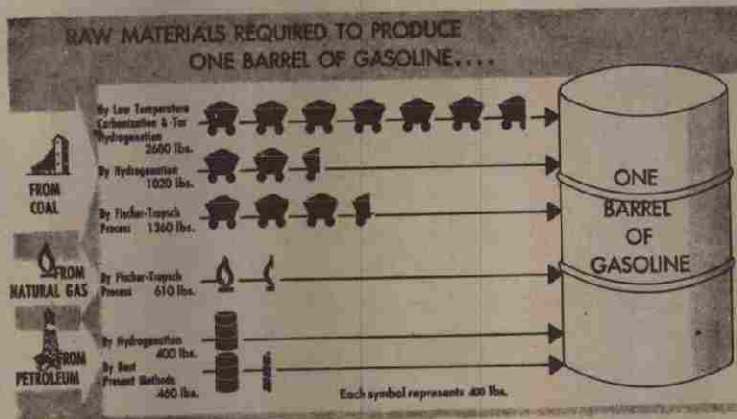 RAW MATERIALS REQUIRED TO PRODUCE
ONE BARREL OF GASOLINE....
FROM
COAL
By Low Temperature
Carbonization & Tar
Hydrogenation
2600 lbs.
By Hydrogenation
1020 lbs.
By Fischer-Tropsch
Process 1360 lbs.
FROM
NATURAL GAS
By Fischer-Tropsch
Process 610 lbs.
FROM
PETROLEUM
By Hydrogenation
400 lbs.
By Best
Present Methods
460 lbs.
ONE
BARREL
OF
GASOLINE
Each symbol represents 400 lbs.